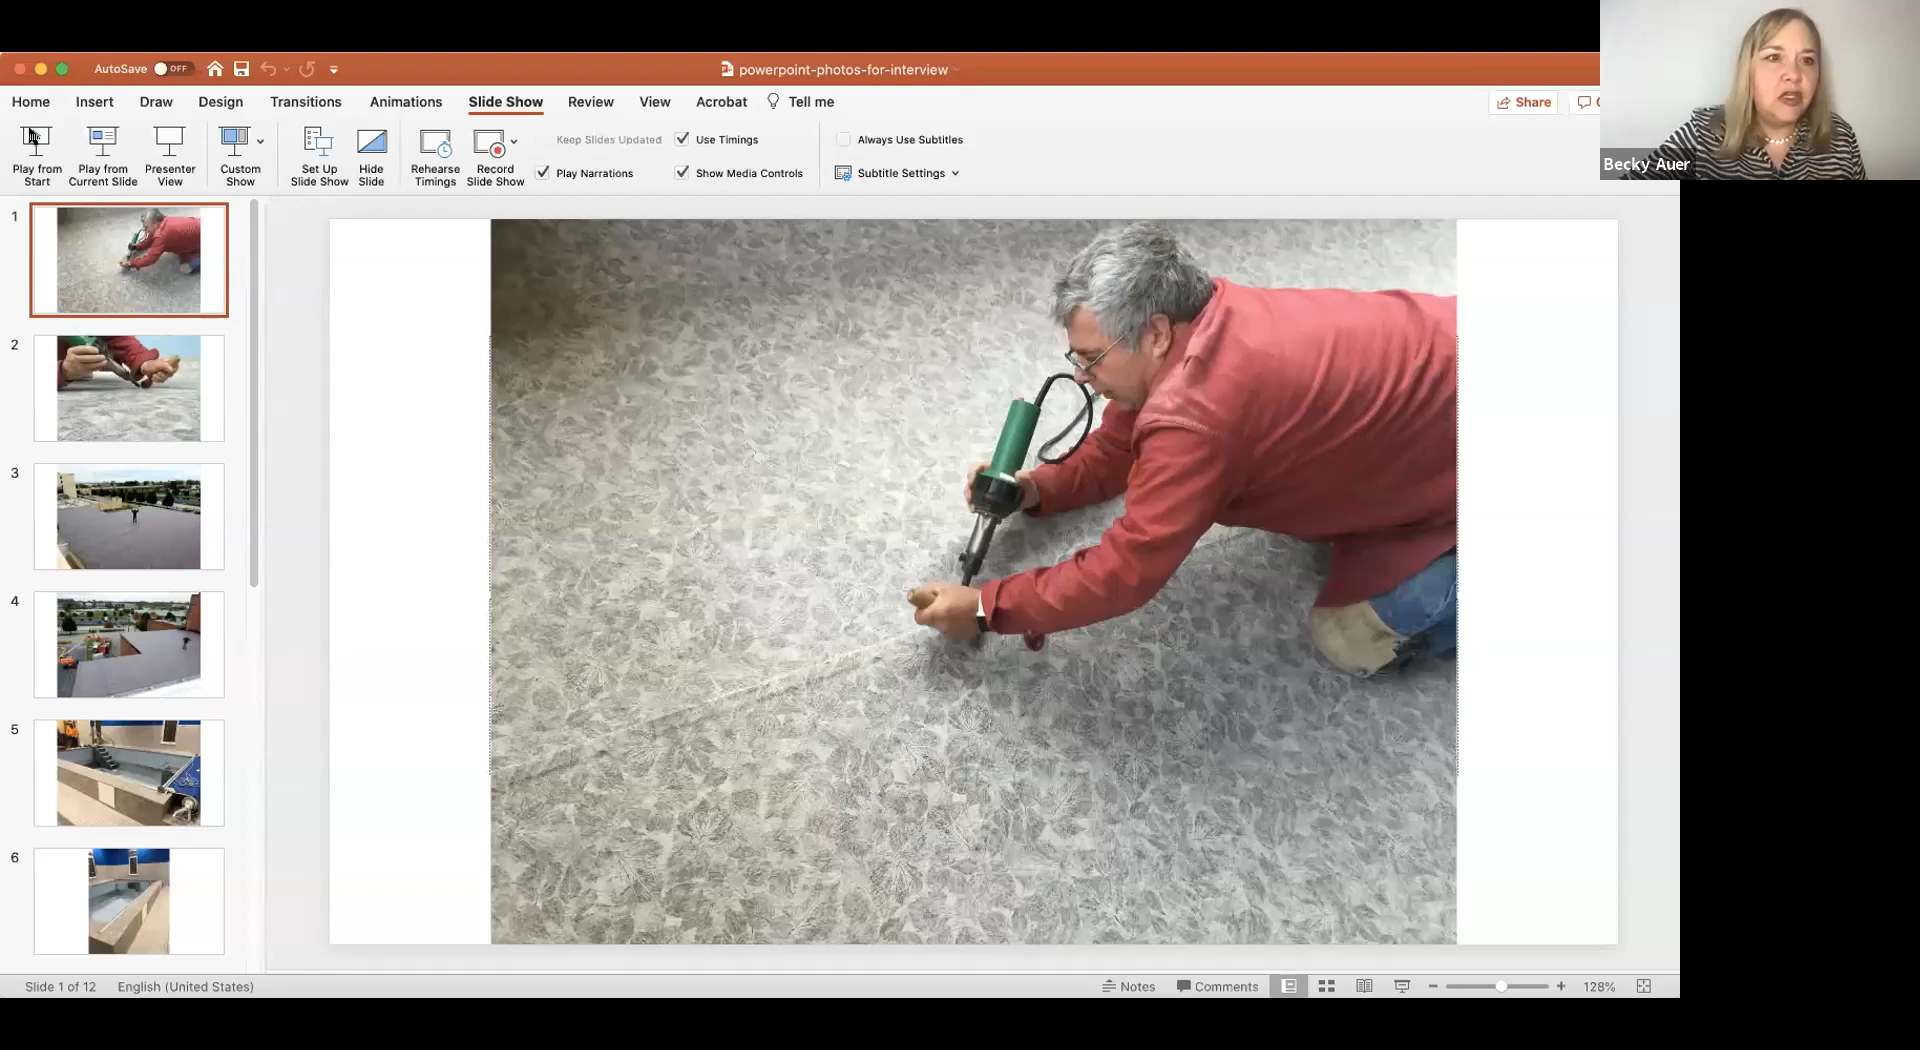 AutoSave OFF
powerpoint-photos-for-interview
Home Insert Draw Design Transitions Animations Slide Show Review View Acrobat Tell me
Share
Play from Start
Play from Current Slide
Presenter View
Custom Show
Set Up Slide Show
Hide Slide
Rehearse Timings
Record Slide Show
Keep Slides Updated
Use Timings
Play Narrations
Show Media Controls
Always Use Subtitles
Subtitle Settings
Becky Auer
1
2
3
4
5
6
Slide 1 of 12 English (United States) Notes Comments 128%